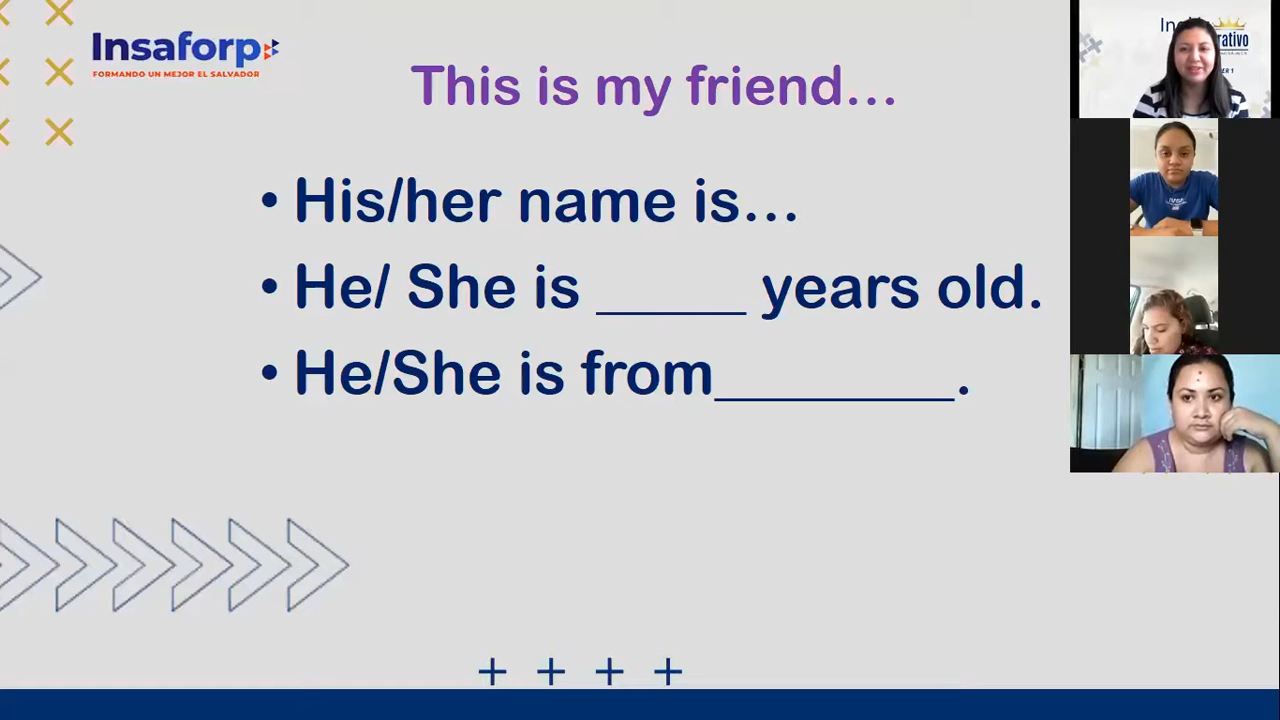 Insaforp
FORMANDO UN MEJOR EL SALVADOR
This is my friend...
• His/her name is...
• He/ She is _____ years old.
• He/She is from________.